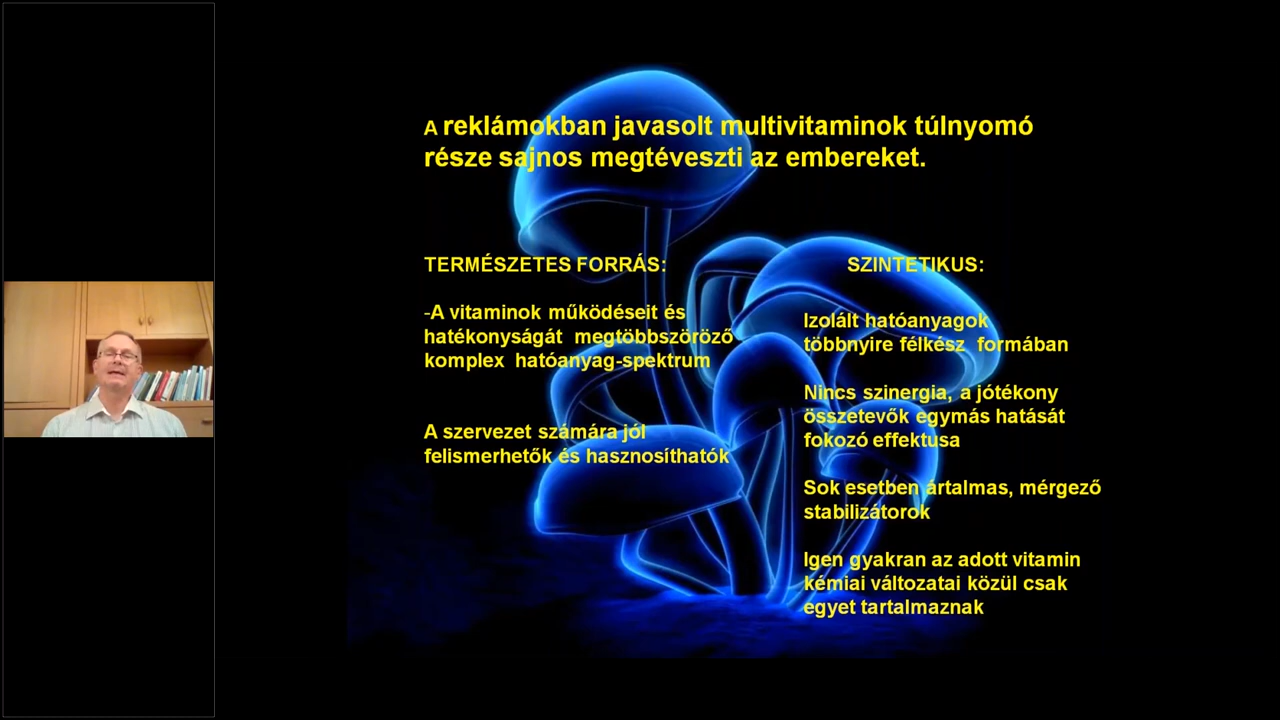 A reklámokban javasolt multivitaminok túlnyomó
része sajnos megtéveszti az embereket.
TERMÉSZETES FORRÁS:
-A vitaminok működéseit és
hatékonyságát megtöbbszöröző
komplex hatóanyag-spektrum
A szervezet számára jól
felismerhetők és hasznosíthatók
SZINTETIKUS:
Izolált hatóanyagok
többnyire félkész formában
Nincs szinergia, a jótékony
összetevők egymás hatását
fokozó effektusa
Sok esetben ártalmas, mérgező
stabilizátorok
Igen gyakran az adott vitamin
kémiai változatai közül csak
egyet tartalmaznak